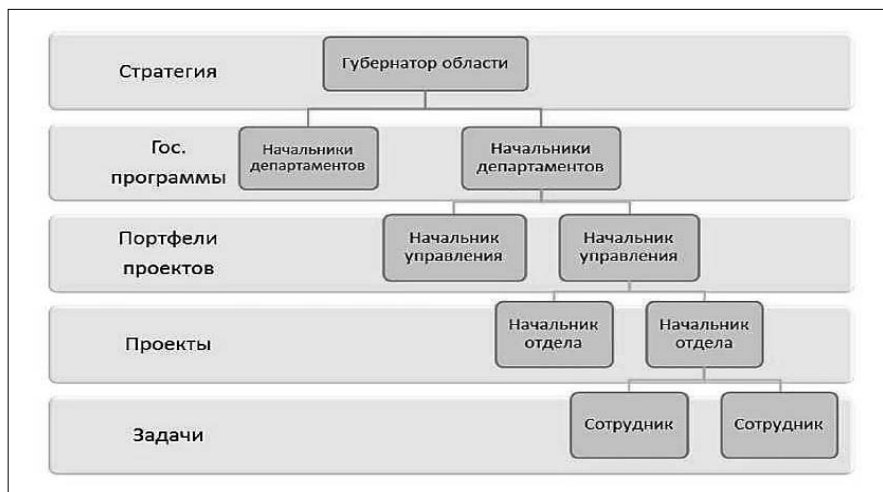 Стратегия
Губернатор области
Гос.
программы
Начальники
департаментов
Начальники
департаментов
Портфели
проектов
Начальник
управления
Начальник
управления
Проекты
Начальник
отдела
Начальник
отдела
Задачи
Сотрудник
Сотрудник